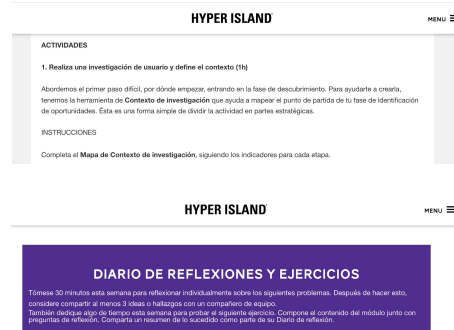 HYPER ISLAND
MENU
ACTIVIDADES
1. Realiza una investigación de usuario y define el contexto (1h)
Abordemos el primer paso difícil, por dónde empezar, entrando en la fase de descubrimiento. Para ayudarte a crearla,
tenemos la herramienta de Contexto de investigación que ayuda a mapear el punto de partida de tu fase de identificación
de oportunidades. Ésta es una forma simple de dividir la actividad en partes estratégicas.
INSTRUCCIONES
Completa el Mapa de Contexto de investigación, siguiendo los indicadores para cada etapa.
HYPER ISLAND
MENU
DIARIO DE REFLEXIONES Y EJERCICIOS
Tómese 30 minutos esta semana para reflexionar individualmente sobre los siguientes problemas. Después de hacer esto,
considere compartir al menos 3 ideas o hallazgos con un compañero de equipo.
También dedique algo de tiempo esta semana para probar el siguiente ejercicio. Compone el contenido del módulo junto con
preguntas de reflexión. Comparta un resumen de lo sucedido como parte de su Diario de reflexión.